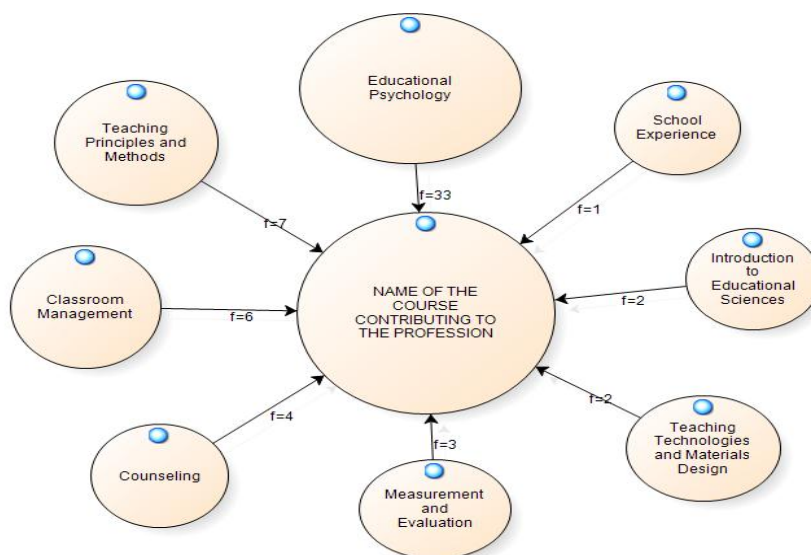 Educational
Psychology
Teaching
Principles and
Methods
School
Experience
f=33
f=7
f=1
Introduction
to
Educational
Sciences
Classroom
Management
NAME OF THE
COURSE
CONTRIBUTING TO
THE PROFESSION
f=2
f=6
f=2
f=4
Teaching
Technologies
and Materials
Design
f=3
Counseling
Measurement
and
Evaluation